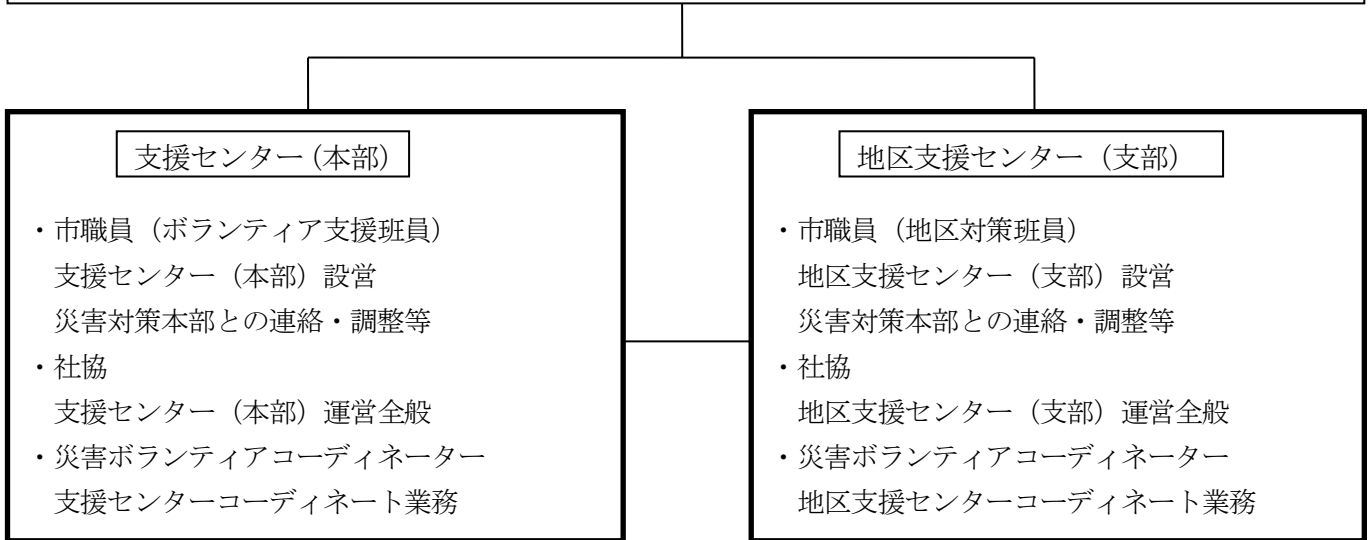 支援センター(本部)
・市職員（ボランティア支援班員）
支援センター（本部）設営
災害対策本部との連絡・調整等
・社協
支援センター（本部）運営全般
・災害ボランティアコーディネーター
支援センターコーディネート業務
地区支援センター（支部）
・市職員（地区対策班員）
地区支援センター（支部）設営
災害対策本部との連絡・調整等
・社協
地区支援センター（支部）運営全般
・災害ボランティアコーディネーター
地区支援センターコーディネート業務